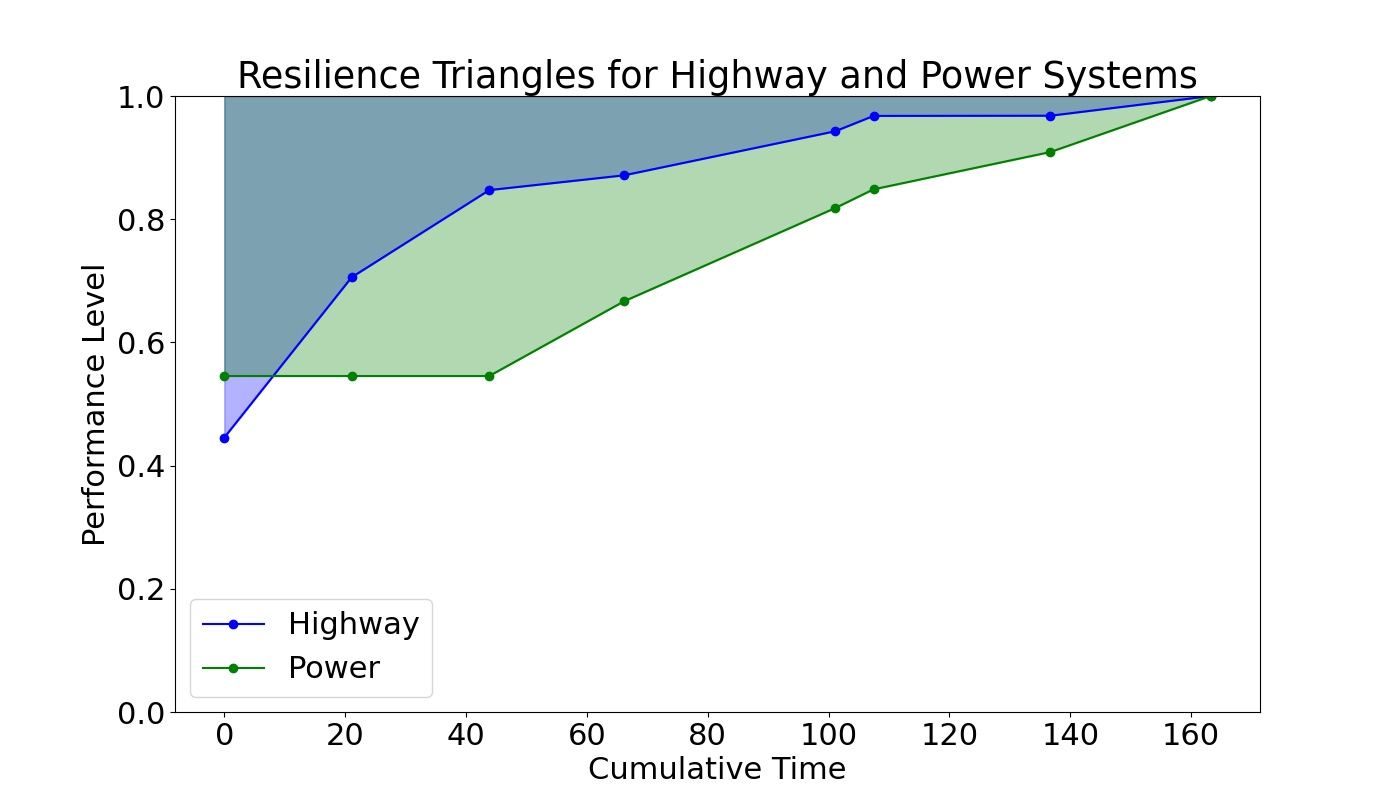 Resilience Triangles for Highway and Power Systems
1.0
0.8
0.6
0.4
0.2
0.0
Performance Level
Highway
Power
0 20 40 60 80 100 120 140 160
Cumulative Time